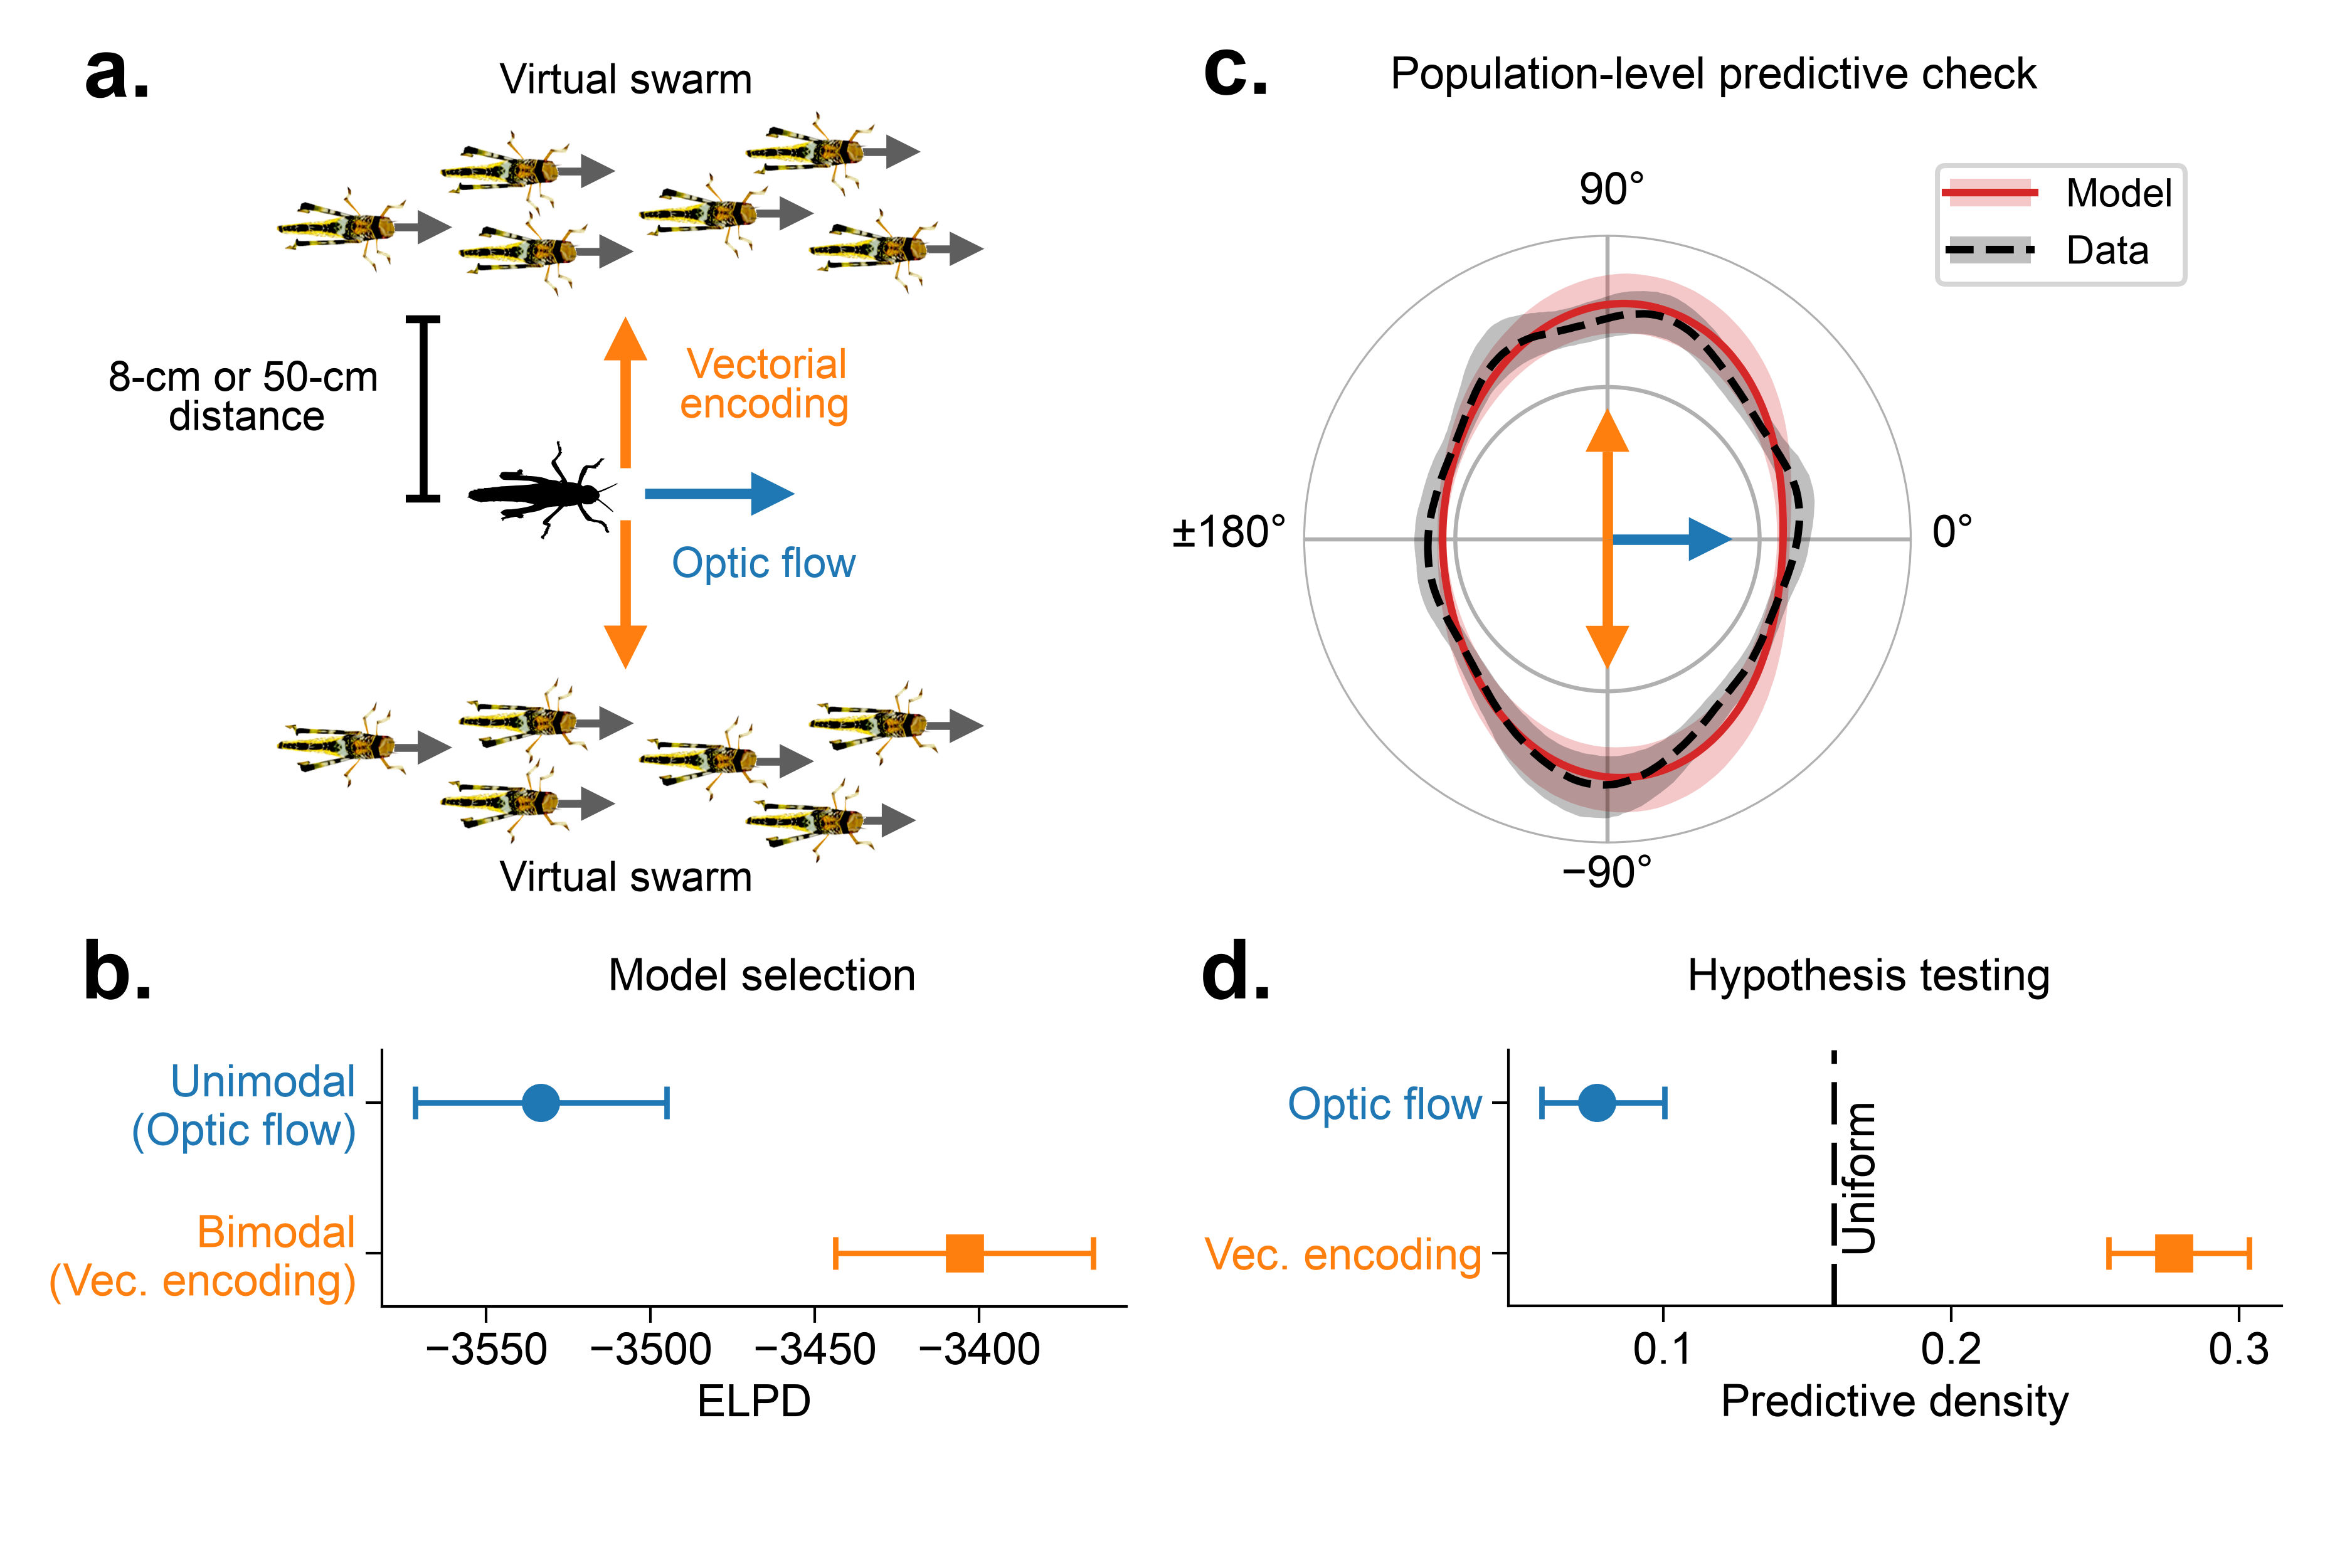 a.
Virtual swarm
8-cm or 50-cm
distance
Vectorial
encoding
Optic flow
Virtual swarm
c.
Population-level predictive check
90°
Model
Data
±180°
0°
−90°
b.
Model selection
Unimodal
(Optic flow)
Bimodal
(Vec. encoding)
−3550 −3500 −3450 −3400
ELPD
d.
Hypothesis testing
Optic flow
Uniform
Vec. encoding
0.1 0.2 0.3
Predictive density